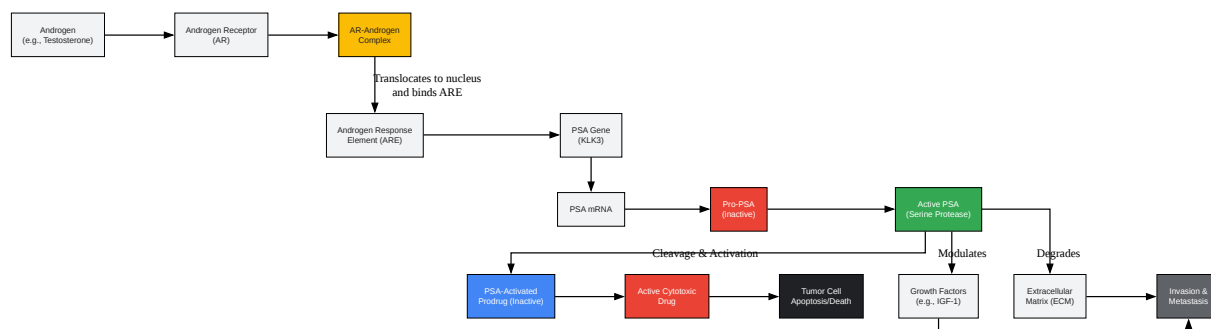 Androgen
(e.g., Testosterone)
Androgen Receptor
(AR)
AR-Androgen
Complex
Translocates to nucleus
and binds ARE
Androgen Response
Element (ARE)
PSA Gene
(KLK3)
PSA mRNA
Pro-PSA
(inactive)
Active PSA
(Serine Protease)
Cleavage & Activation
Modulates
Degrades
PSA-Activated
Prodrug (Inactive)
Active Cytotoxic
Drug
Tumor Cell
Apoptosis/Death
Growth Factors
(e.g., IGF-1)
Extracellular
Matrix (ECM)
Invasion &
Metastasis